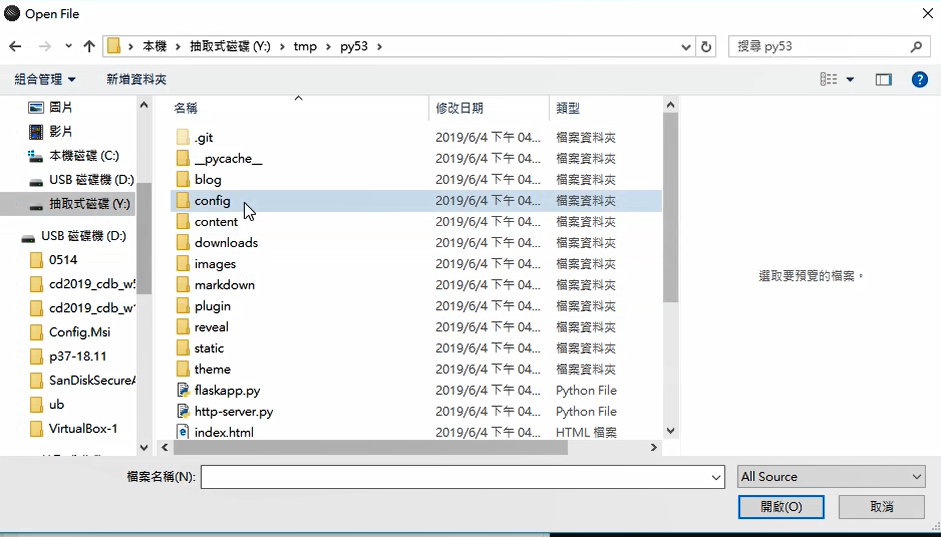 Open File
本機 抽取式磁碟 (Y:) tmp py53
搜尋 py53
組合管理 新增資料夾
圖片
影片
本機磁碟 (C:)
USB 磁碟機 (D:)
抽取式磁碟 (Y:)
USB 磁碟機 (D:)
0514
cd2019_cdb_w
cd2019_cdb_w
Config.Msi
p37-18.11
SanDiskSecureA
ub
VirtualBox-1
名稱 修改日期 類型
.git 2019/6/4 下午 04... 檔案資料夾
__pycache__ 2019/6/4 下午 04... 檔案資料夾
blog 2019/6/4 下午 04... 檔案資料夾
config 2019/6/4 下午 04... 檔案資料夾
content 2019/6/4 下午 04... 檔案資料夾
downloads 2019/6/4 下午 04... 檔案資料夾
images 2019/6/4 下午 04... 檔案資料夾
markdown 2019/6/4 下午 04... 檔案資料夾
plugin 2019/6/4 下午 04... 檔案資料夾
reveal 2019/6/4 下午 04... 檔案資料夾
static 2019/6/4 下午 04... 檔案資料夾
theme 2019/6/4 下午 04... 檔案資料夾
flaskapp.py 2019/6/4 下午 04... Python File
http-server.py 2019/6/4 下午 04... Python File
index.html 2019/6/4 下午 04... HTML 檔案
選取要預覽的檔案。
檔案名稱(N):
All Source
開啟(O) 取消